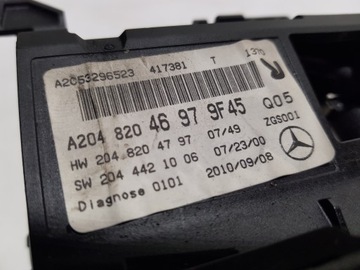 A2053296523 417381 T 13TD
A204 820 46 97 9F45 Q05
HW 204 820 47 97 07/49 ZGS001
SW 204 442 10 06 07/23/00
Diagnose 0101 2010/09/08